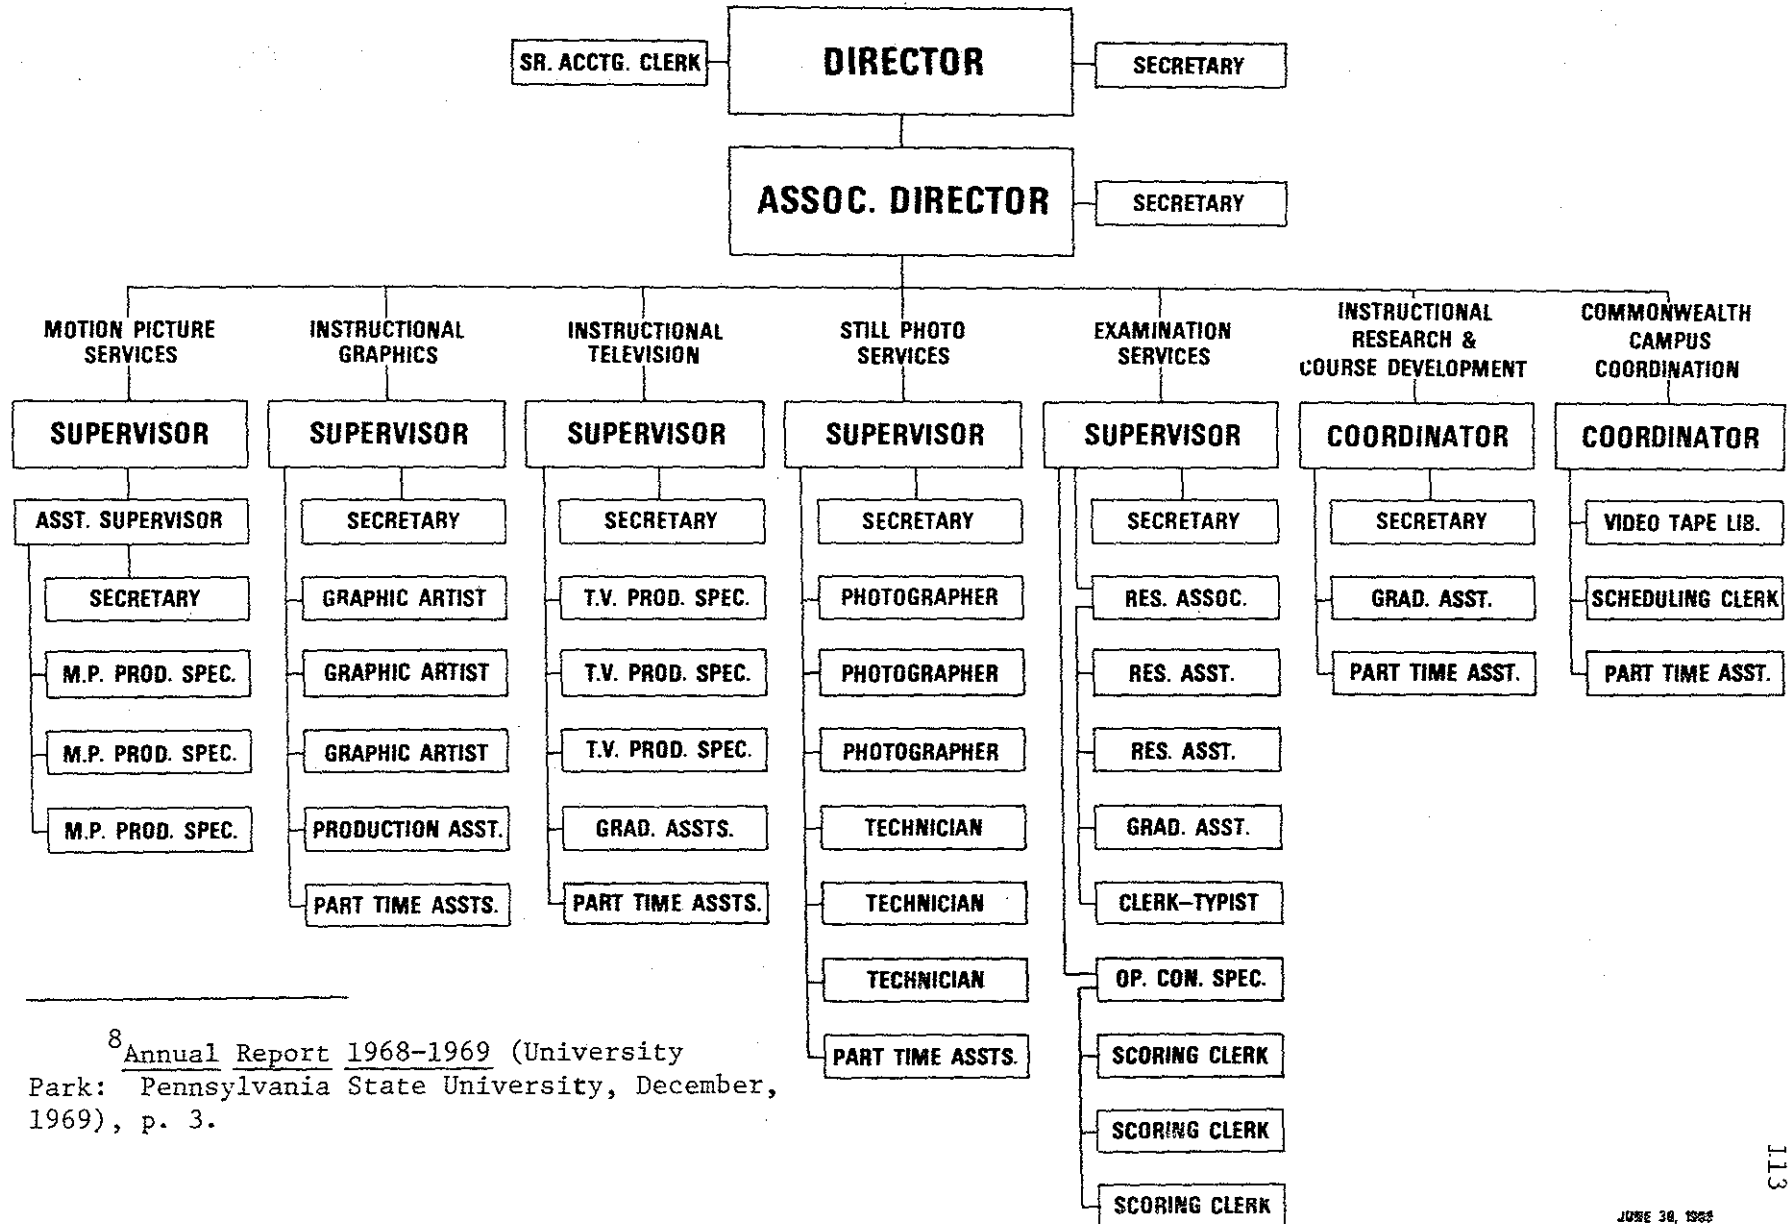 DIRECTOR
SR. ACCTG. CLERK
SECRETARY
ASSOC. DIRECTOR
SECRETARY
MOTION PICTURE
SERVICES
SUPERVISOR
ASST. SUPERVISOR
SECRETARY
M.P. PROD. SPEC.
M.P. PROD. SPEC.
M.P. PROD. SPEC.
INSTRUCTIONAL
GRAPHICS
SUPERVISOR
SECRETARY
GRAPHIC ARTIST
GRAPHIC ARTIST
GRAPHIC ARTIST
PRODUCTION ASST.
PART TIME ASSTS.
INSTRUCTIONAL
TELEVISION
SUPERVISOR
SECRETARY
T.V. PROD. SPEC.
T.V. PROD. SPEC.
T.V. PROD. SPEC.
GRAD. ASSTS.
PART TIME ASSTS.
STILL PHOTO
SERVICES
SUPERVISOR
SECRETARY
PHOTOGRAPHER
PHOTOGRAPHER
PHOTOGRAPHER
TECHNICIAN
TECHNICIAN
TECHNICIAN
PART TIME ASSTS.
EXAMINATION
SERVICES
SUPERVISOR
SECRETARY
RES. ASSOC.
RES. ASST.
RES. ASST.
GRAD. ASST.
CLERK-TYPIST
OP. CON. SPEC.
SCORING CLERK
SCORING CLERK
SCORING CLERK
INSTRUCTIONAL
RESEARCH &
COURSE DEVELOPMENT
COORDINATOR
SECRETARY
GRAD. ASST.
PART TIME ASST.
COMMONWEALTH
CAMPUS
COORDINATION
COORDINATOR
VIDEO TAPE LIB.
SCHEDULING CLERK
PART TIME ASST.
8Annual Report 1968-1969 (University
Park: Pennsylvania State University, December,
1969), p. 3.
113
JUNE 30,